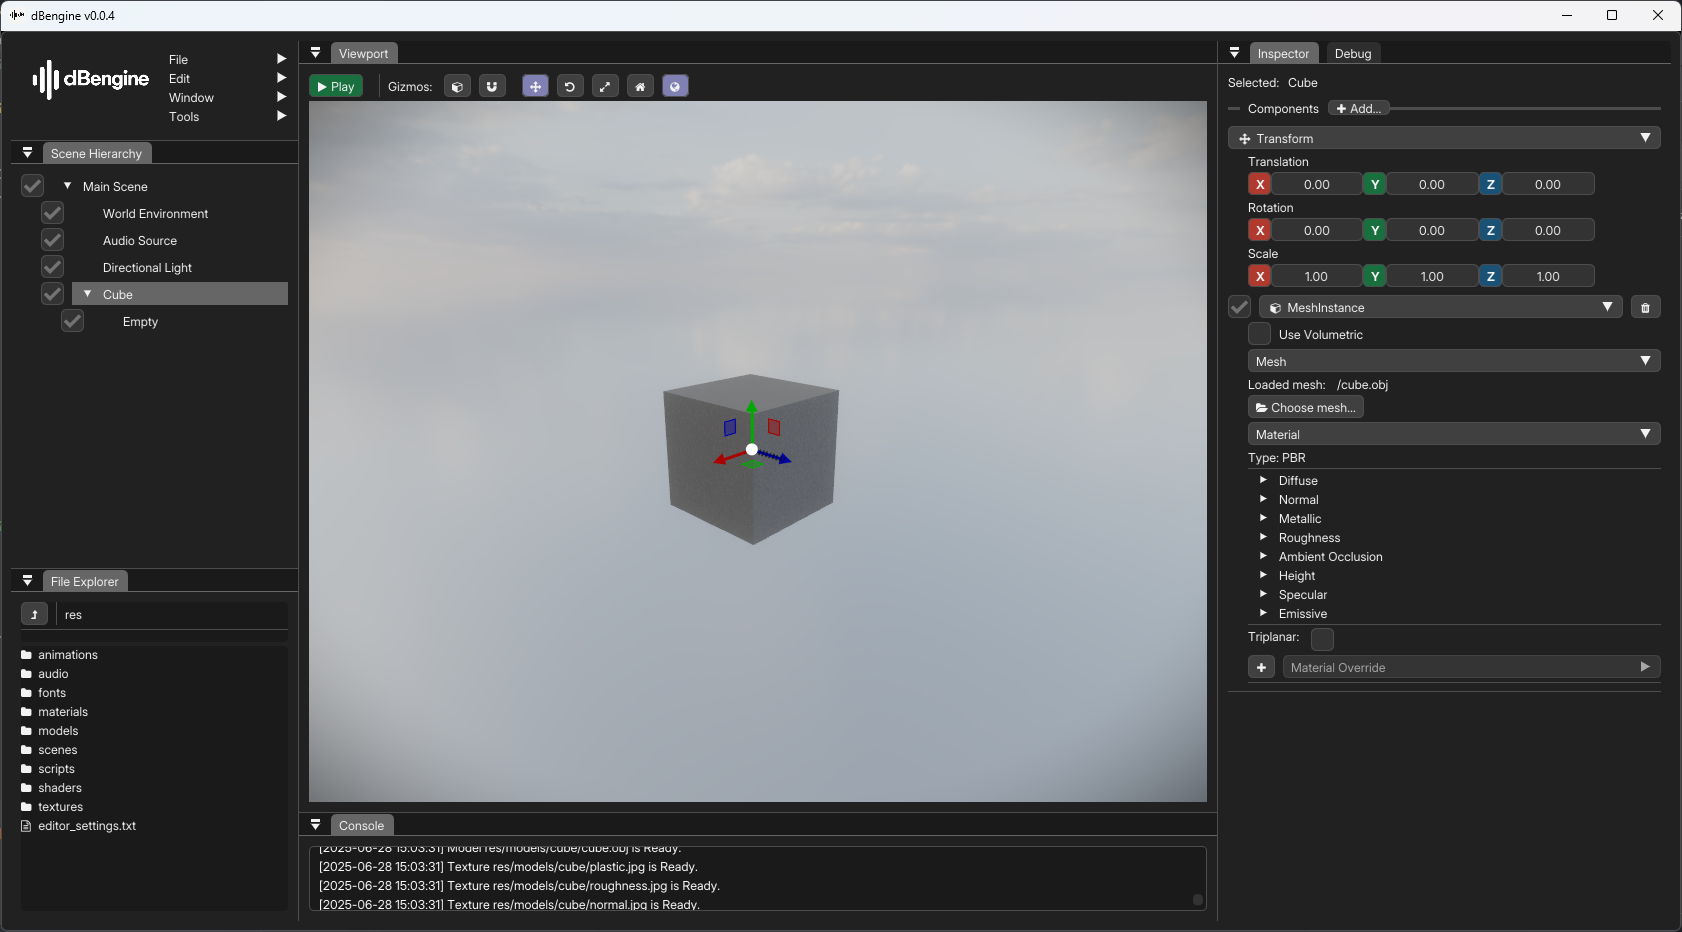 dBengine v0.0.4
dBengine
File
Edit
Window
Tools
Scene Hierarchy
Main Scene
World Environment
Audio Source
Directional Light
Cube
Empty
File Explorer
res
animations
audio
fonts
materials
models
scenes
scripts
shaders
textures
editor_settings.txt
Viewport
Play Gizmos:
Console
[2025-06-28 15:03:31] Model res/models/cube/cube.obj is Ready.
[2025-06-28 15:03:31] Texture res/models/cube/plastic.jpg is Ready.
[2025-06-28 15:03:31] Texture res/models/cube/roughness.jpg is Ready.
[2025-06-28 15:03:31] Texture res/models/cube/normal.jpg is Ready.
Inspector Debug
Selected: Cube
Components Add...
Transform
Translation
X 0.00 Y 0.00 Z 0.00
Rotation
X 0.00 Y 0.00 Z 0.00
Scale
X 1.00 Y 1.00 Z 1.00
MeshInstance
Use Volumetric
Mesh
Loaded mesh: /cube.obj
Choose mesh...
Material
Type: PBR
Diffuse
Normal
Metallic
Roughness
Ambient Occlusion
Height
Specular
Emissive
Triplanar:
Material Override